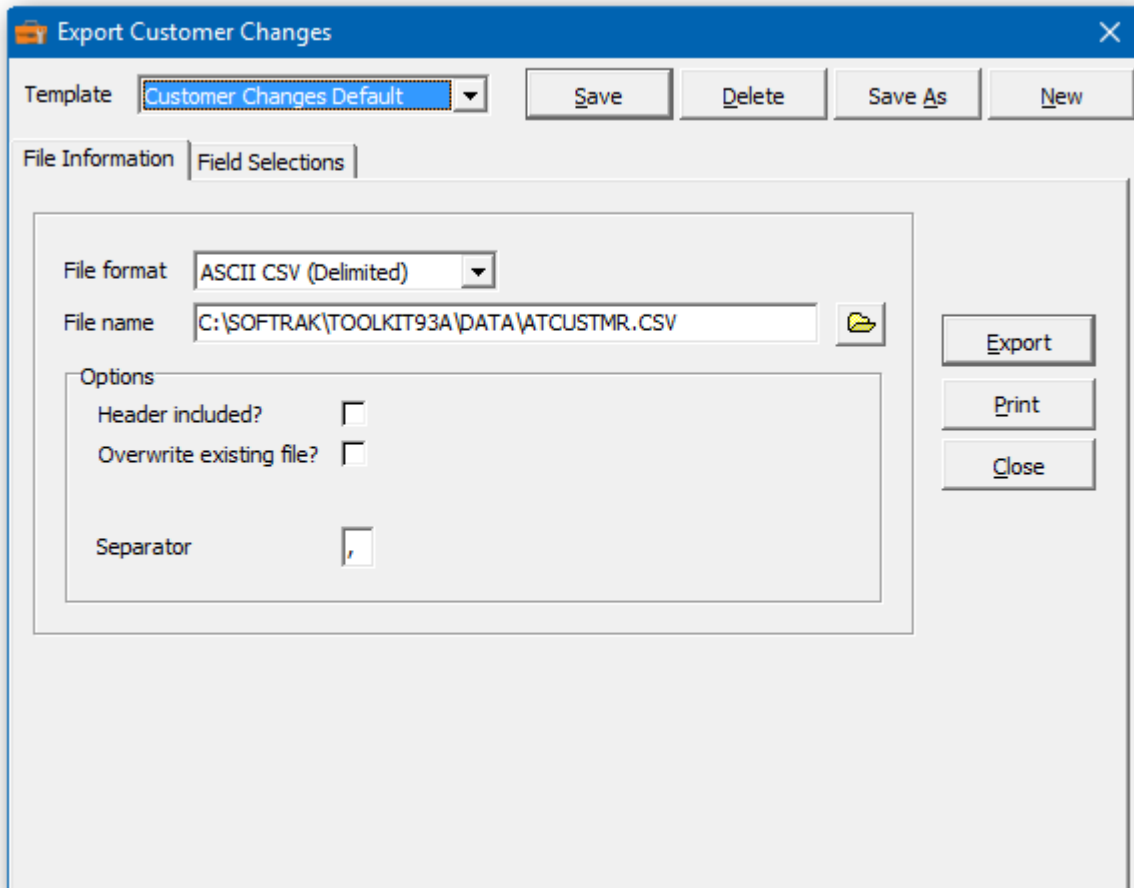 Export Customer Changes
Template Customer Changes Default Save Delete Save As New
File Information Field Selections
File format ASCII CSV (Delimited)
File name C:\SOFTRAK\TOOLKIT93A\DATA\ATCUSTMR.CSV
Export
Options
Header included?
Print
Overwrite existing file?
Close
Separator ,